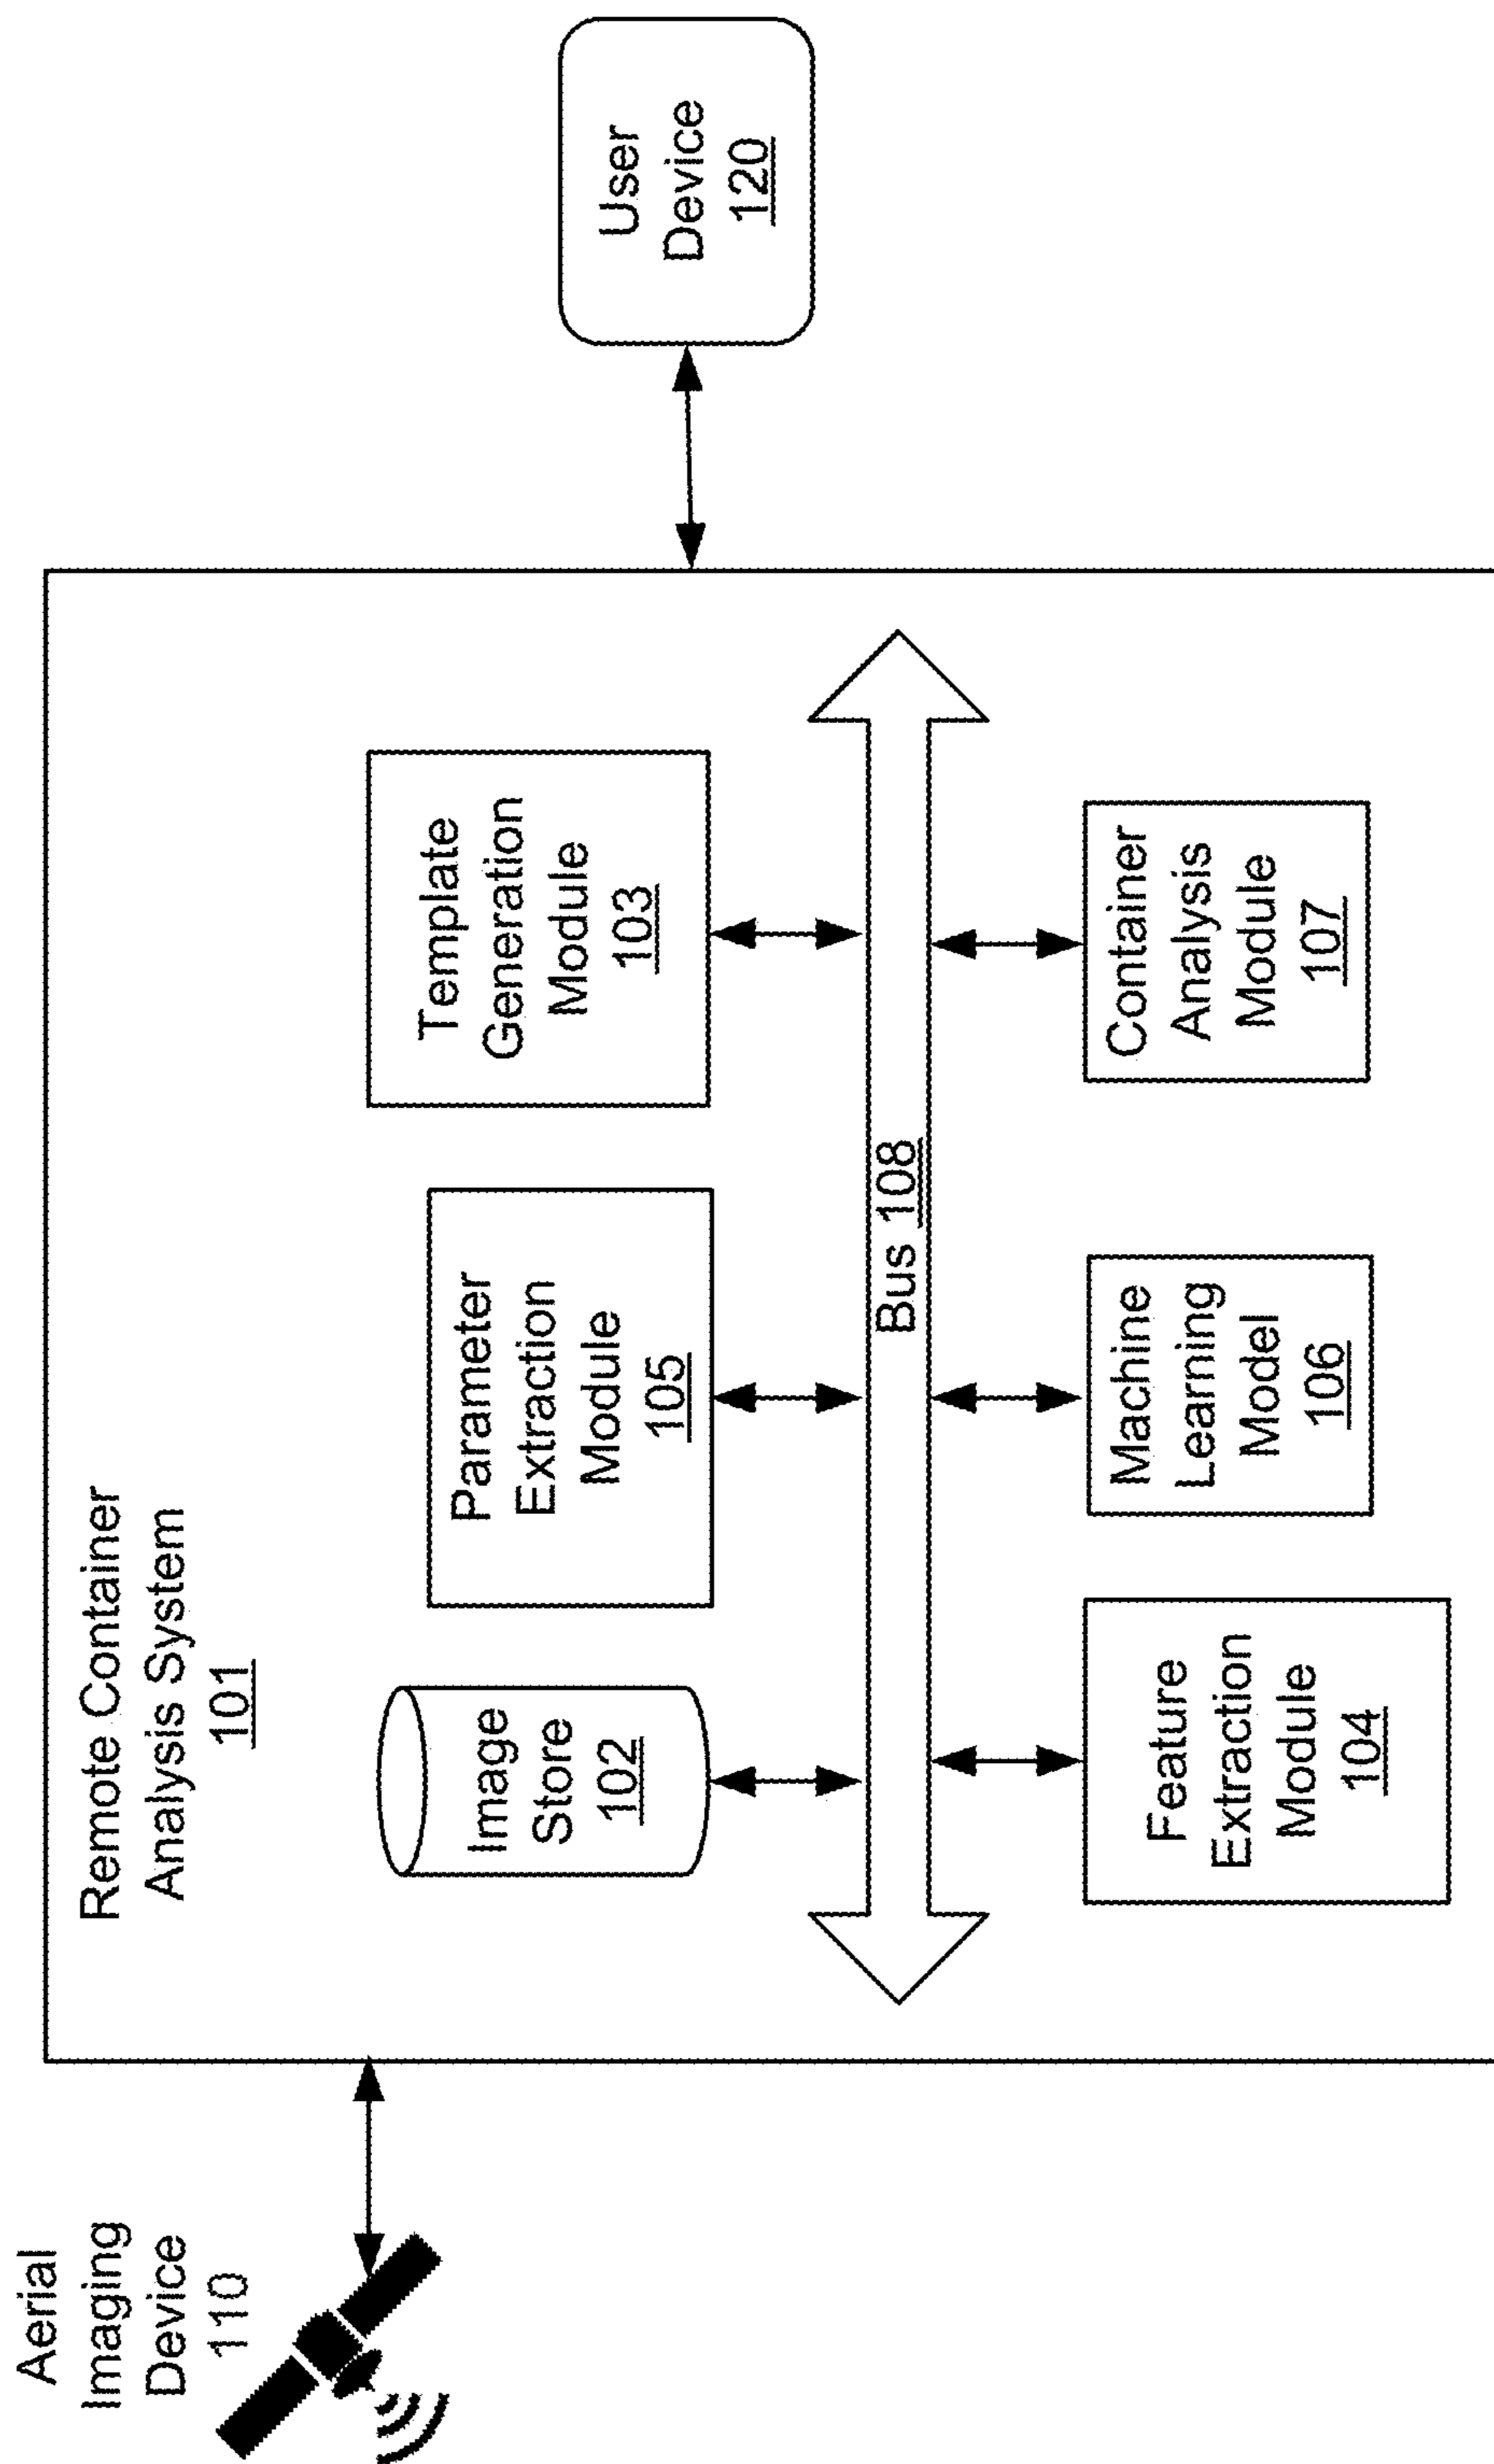 Aerial
Imaging
Device
110
Remote Container
Analysis System
101
Image
Store
102
Parameter
Extraction
Module
105
Template
Generation
Module
103
Bus 108
Feature
Extraction
Module
104
Machine
Learning
Model
106
Container
Analysis
Module
107
User
Device
120